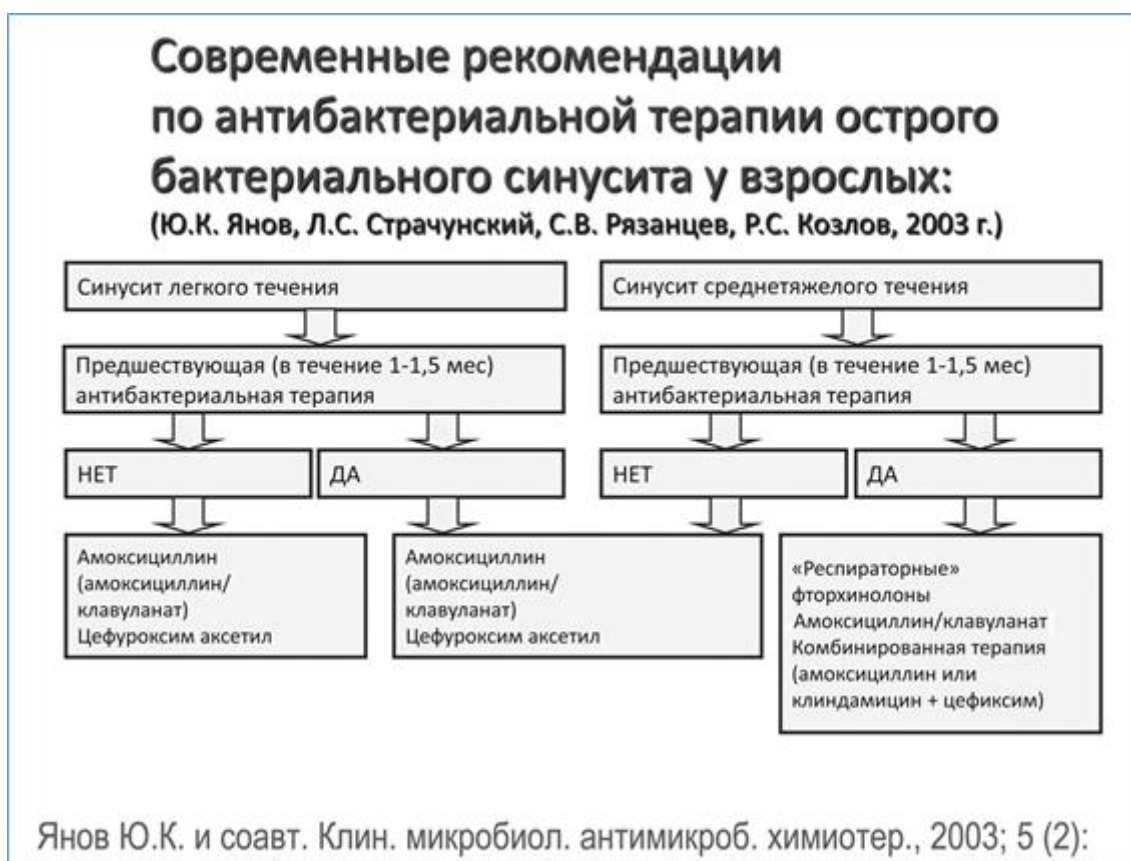 Современные рекомендации
по антибактериальной терапии острого
бактериального синусита у взрослых:
(Ю.К. Янов, Л.С. Страчунский, С.В. Рязанцев, Р.С. Козлов, 2003 г.)
Синусит легкого течения
Синусит среднетяжелого течения
Предшествующая (в течение 1-1,5 мес)
антибактериальная терапия
Предшествующая (в течение 1-1,5 мес)
антибактериальная терапия
НЕТ
ДА
НЕТ
ДА
Амоксициллин
(амоксициллин/
клавуланат)
Цефуроксим аксетил
Амоксициллин
(амоксициллин/
клавуланат)
Цефуроксим аксетил
«Респираторные»
фторхинолоны
Амоксициллин/клавуланат
Комбинированная терапия
(амоксициллин или
клиндамицин + цефиксим)
Янов Ю.К. и соавт. Клин. микробиол. антимикроб. химиотер., 2003; 5 (2):